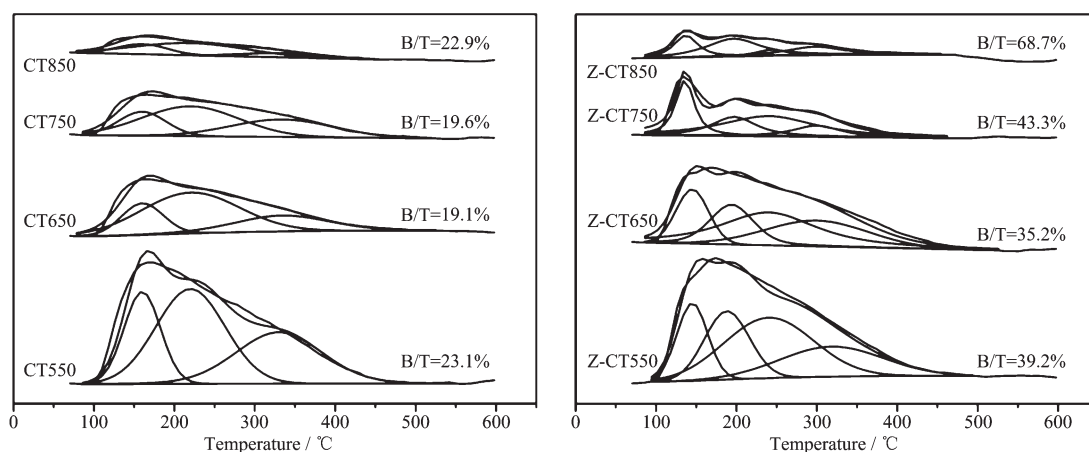 CT850
B/T=22.9%
CT750
B/T=19.6%
CT650
B/T=19.1%
CT550
B/T=23.1%
0 100 200 300 400 500 600
Temperature / ℃
Z-CT850
B/T=68.7%
Z-CT750
B/T=43.3%
Z-CT650
B/T=35.2%
Z-CT550
B/T=39.2%
0 100 200 300 400 500 600
Temperature / ℃